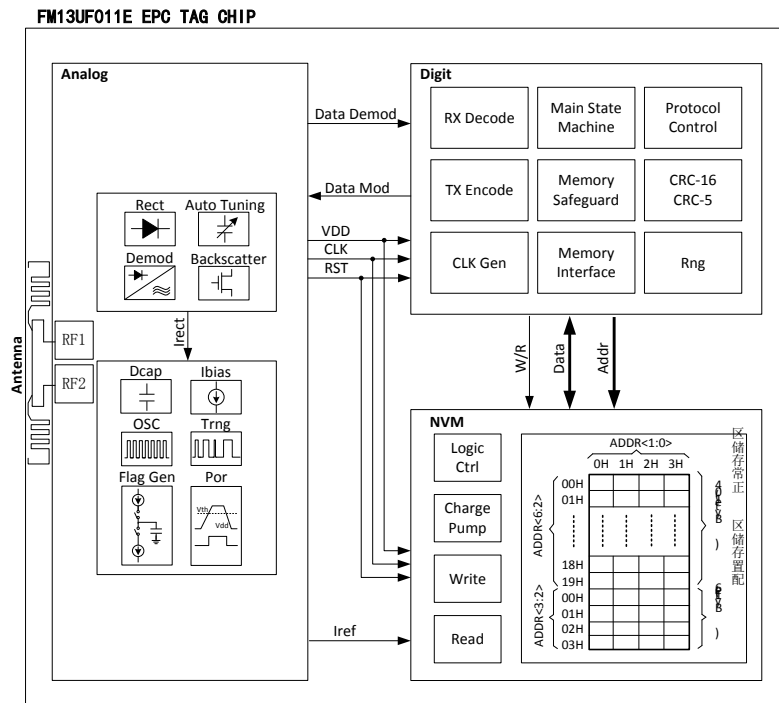 FM13UF011E EPC TAG CHIP
Analog
Rect
Auto Tuning
Demod
Backscatter
Irect
Dcap
Ibias
OSC
Trng
Flag Gen
Por
Vth
Vdd
Antenna
RF1
RF2
Data Demod
Data Mod
VDD
CLK
RST
Iref
Digit
RX Decode
Main State
Machine
Protocol
Control
TX Encode
Memory
Safeguard
CRC-16
CRC-5
CLK Gen
Memory
Interface
Rng
W/R
Data
Addr
NVM
Logic
Ctrl
Charge
Pump
Write
Read
ADDR<1:0>
0H 1H 2H 3H
ADDR<6:2>
00H
01H
18H
19H
ADDR<3:2>
00H
01H
02H
03H
区储存常正
区储存置配